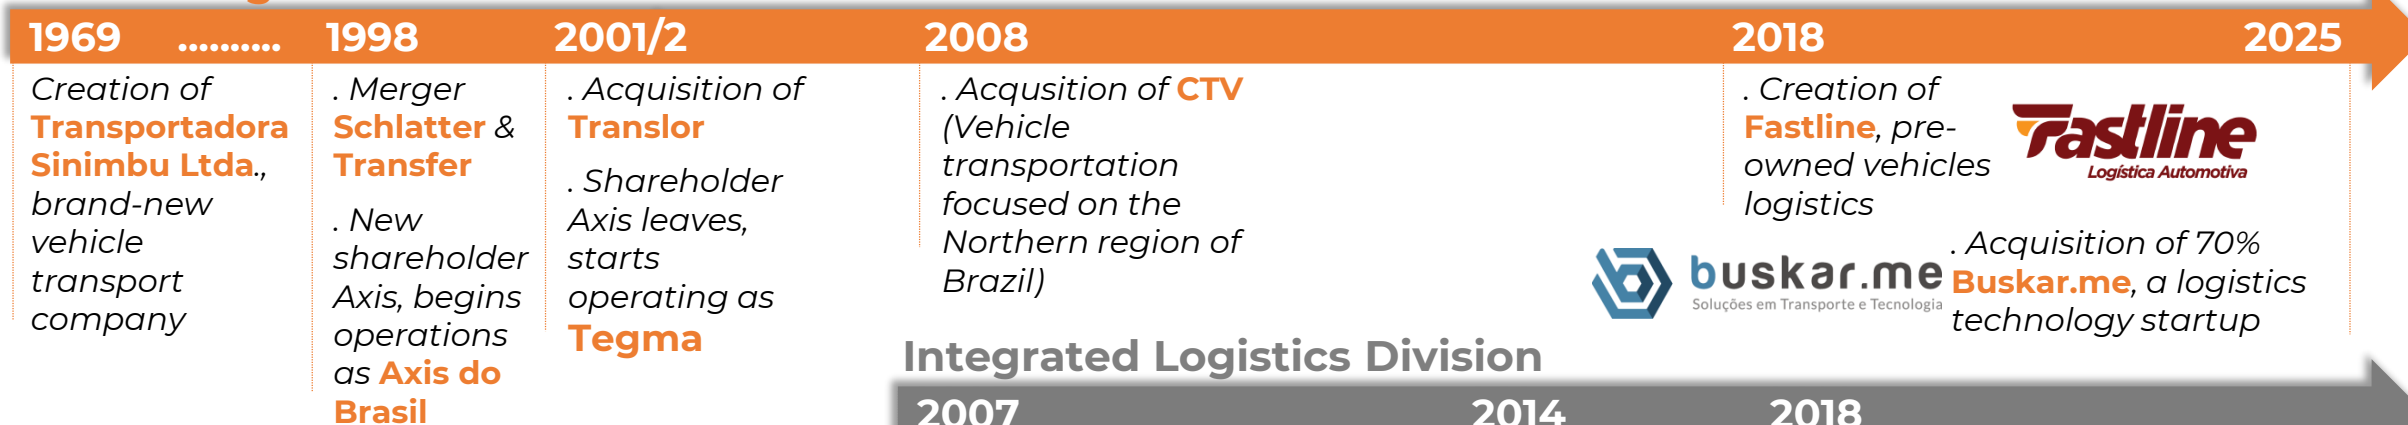 1969 .......... 1998 2001/2 2008 2018 2025
Creation of
Transportadora
Sinimbu Ltda.,
brand-new
vehicle
transport
company
. Merger
Schlatter &
Transfer
. New
shareholder
Axis, begins
operations
as Axis do
Brasil
. Acquisition of
Translor
. Shareholder
Axis leaves,
starts
operating as
Tegma
. Acqusition of CTV
(Vehicle
transportation
focused on the
Northern region of
Brazil)
. Creation of
Fastline, pre-
owned vehicles
logistics
Fastline
Logística Automotiva
buskar.me
Soluções em Transporte e Tecnologia
. Acquisition of 70%
Buskar.me, a logistics
technology startup
Integrated Logistics Division
2007 2014 2018